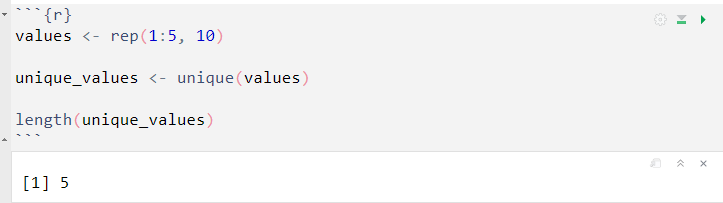 ```{r}
values <- rep(1:5, 10)
unique_values <- unique(values)
length(unique_values)
```
[1] 5